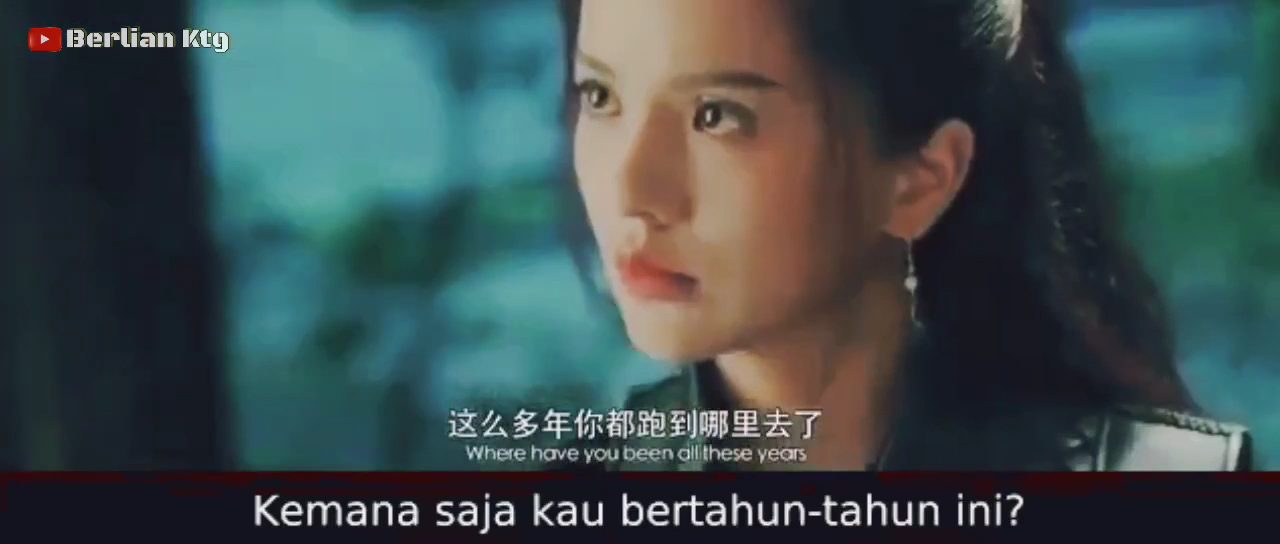 Berlian Ktg
这么多年你都跑到哪里去了
Where have you been all these years
Kemana saja kau bertahun-tahun ini?